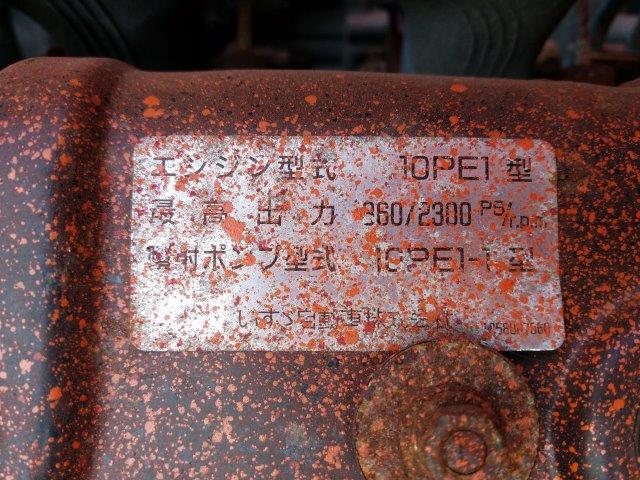 エンジン型式 10PE1 型
最高出力 360/2300 PS/r.p.m
噴射ポンプ型式 10PE1-1 型
いすゞ自動車株式会社